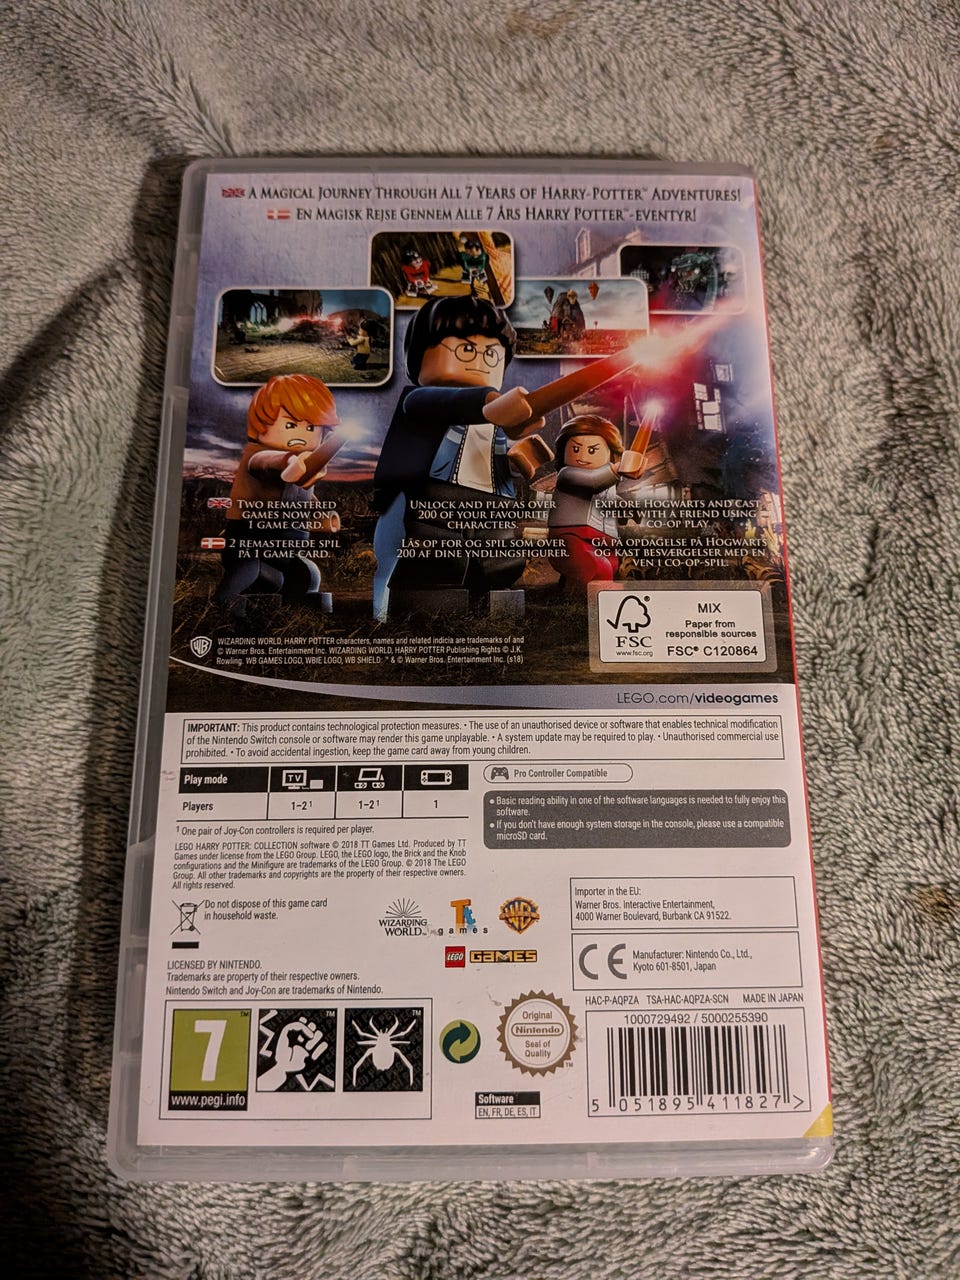 A MAGICAL JOURNEY THROUGH ALL 7 YEARS OF HARRY-POTTER™ ADVENTURES!
EN MAGISK REJSE GENNEM ALLE 7 ÅRS HARRY POTTER™-EVENTYR!
TWO REMASTERED
GAMES NOW ON
1 GAME CARD.
2 REMASTEREDE SPIL
PÅ 1 GAME CARD.
UNLOCK AND PLAY AS OVER
200 OF YOUR FAVOURITE
CHARACTERS.
LÅS OP FOR OG SPIL SOM OVER
200 AF DINE YNDLINGSFIGURER.
EXPLORE HOGWARTS AND CAST
SPELLS WITH A FRIEND USING
CO-OP PLAY.
GÅ PÅ OPDAGELSE PÅ HOGWARTS
OG KAST BESVÆRGELSER MED EN
VEN I CO-OP-SPIL.
FSC
www.fsc.org
MIX
Paper from
responsible sources
FSC® C120864
WB
WIZARDING WORLD, HARRY POTTER characters, names and related indicia are trademarks of and
© Warner Bros. Entertainment Inc. WIZARDING WORLD, HARRY POTTER Publishing Rights © J.K.
Rowling. WB GAMES LOGO, WBIE LOGO, WB SHIELD: ™ & © Warner Bros. Entertainment Inc. (s18)
LEGO.com/videogames
IMPORTANT: This product contains technological protection measures. • The use of an unauthorised device or software that enables technical modification
of the Nintendo Switch console or software may render this game unplayable. • A system update may be required to play. • Unauthorised commercial use
prohibited. • To avoid accidental ingestion, keep the game card away from young children.
Play mode TV
Players 1–2¹ 1–2¹ 1
Pro Controller Compatible
• Basic reading ability in one of the software languages is needed to fully enjoy this
software.
• If you don't have enough system storage in the console, please use a compatible
microSD card.
¹ One pair of Joy-Con controllers is required per player.
LEGO HARRY POTTER: COLLECTION software © 2018 TT Games Ltd. Produced by TT
Games under license from the LEGO Group. LEGO, the LEGO logo, the Brick and the Knob
configurations and the Minifigure are trademarks of the LEGO Group. © 2018 The LEGO
Group. All other trademarks and copyrights are the property of their respective owners.
All rights reserved.
Do not dispose of this game card
in household waste.
WIZARDING
WORLD™
Tt
games
WB
GAMES
LEGO GAMES
Importer in the EU:
Warner Bros. Interactive Entertainment,
4000 Warner Boulevard, Burbank CA 91522.
CE
Manufacturer: Nintendo Co., Ltd.,
Kyoto 601-8501, Japan
LICENSED BY NINTENDO.
Trademarks are property of their respective owners.
Nintendo Switch and Joy-Con are trademarks of Nintendo.
HAC-P-AQPZA TSA-HAC-AQPZA-SCN MADE IN JAPAN
7
www.pegi.info
Original
Nintendo
Seal of
Quality
™
Software
EN, FR, DE, ES, IT
1000729492 / 5000255390
5 051895 411827 >